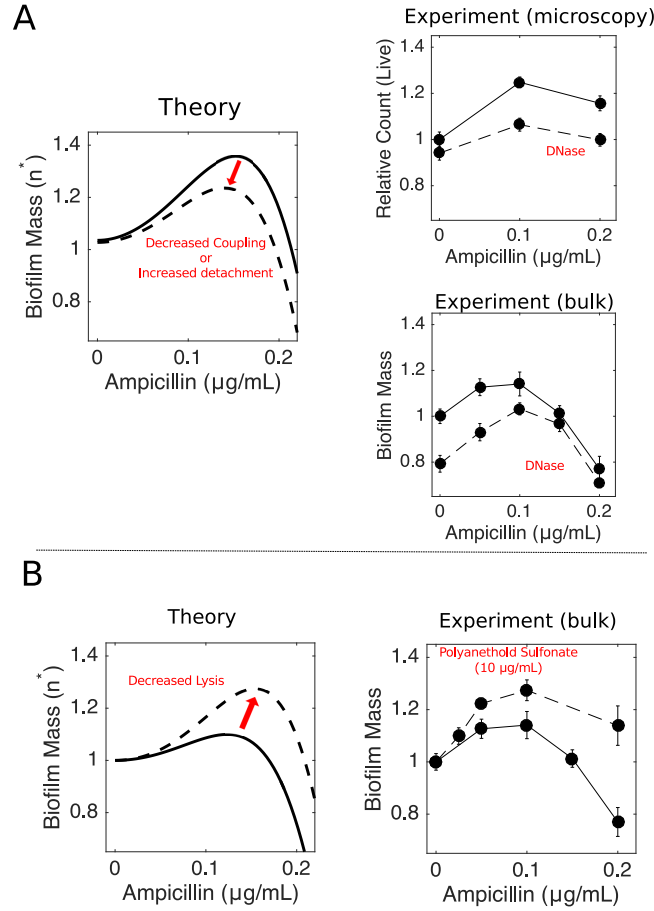 A
Theory
Biofilm Mass (n*)
1.4
1.2
1
0.8
0
0.1
0.2
Ampicillin (µg/mL)
Decreased Coupling
or
Increased detachment
Experiment (microscopy)
Relative Count (Live)
1.4
1.2
1
0.8
0
0.1
0.2
Ampicillin (µg/mL)
DNase
Experiment (bulk)
Biofilm Mass
1.4
1.2
1
0.8
0
0.1
0.2
Ampicillin (µg/mL)
DNase
B
Theory
Biofilm Mass (n*)
1.4
1.2
1
0.8
0
0.1
0.2
Ampicillin (µg/mL)
Decreased Lysis
Experiment (bulk)
Polyanethold Sulfonate
(10 µg/mL)
Biofilm Mass
1.4
1.2
1
0.8
0
0.1
0.2
Ampicillin (µg/mL)